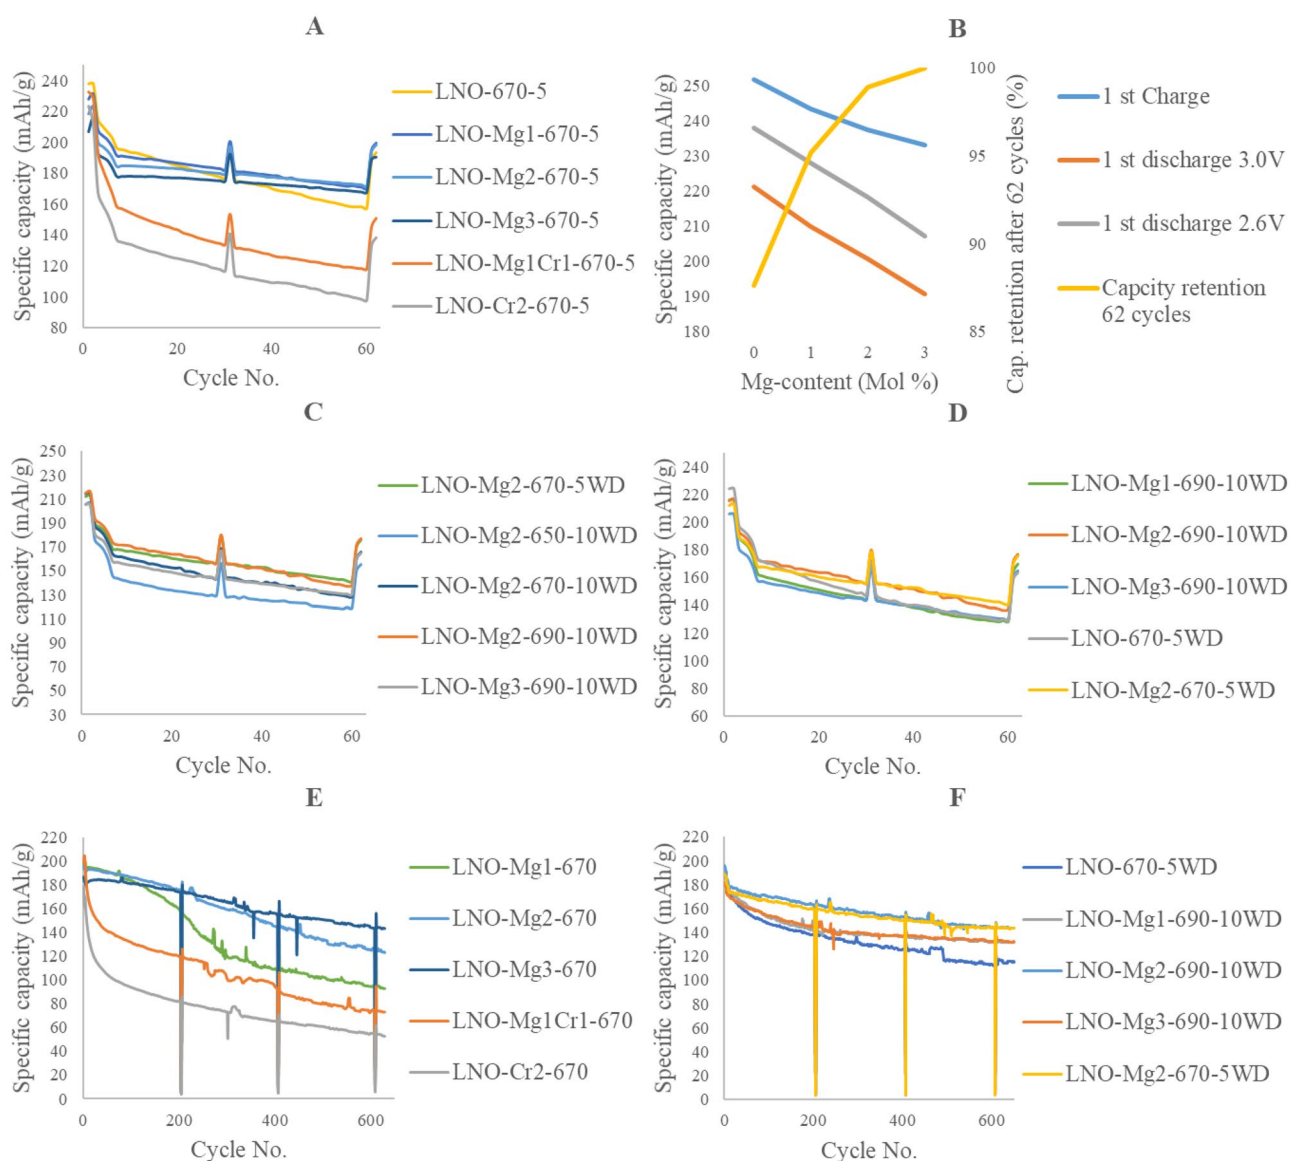 A
Specific capacity (mAh/g)
240
220
200
180
160
140
120
100
80
0
20
40
60
Cycle No.
LNO-670-5
LNO-Mg1-670-5
LNO-Mg2-670-5
LNO-Mg3-670-5
LNO-Mg1Cr1-670-5
LNO-Cr2-670-5
B
Specific capacity (mAh/g)
250
240
230
220
210
200
190
180
0
1
2
3
Mg-content (Mol %)
100
95
90
85
Cap. retention after 62 cycles (%)
1 st Charge
1 st discharge 3.0V
1 st discharge 2.6V
Capcity retention
62 cycles
C
Specific capacity (mAh/g)
250
230
210
190
170
150
130
110
90
70
50
30
0
20
40
60
Cycle No.
LNO-Mg2-670-5WD
LNO-Mg2-650-10WD
LNO-Mg2-670-10WD
LNO-Mg2-690-10WD
LNO-Mg3-690-10WD
D
Specific capacity (mAh/g)
240
220
200
180
160
140
120
100
80
60
0
20
40
60
Cycle No.
LNO-Mg1-690-10WD
LNO-Mg2-690-10WD
LNO-Mg3-690-10WD
LNO-670-5WD
LNO-Mg2-670-5WD
E
Specific capacity (mAh/g)
220
200
180
160
140
120
100
80
60
40
20
0
0
200
400
600
Cycle No.
LNO-Mg1-670
LNO-Mg2-670
LNO-Mg3-670
LNO-Mg1Cr1-670
LNO-Cr2-670
F
Specific capacity (mAh/g)
220
200
180
160
140
120
100
80
60
40
20
0
0
200
400
600
Cycle No.
LNO-670-5WD
LNO-Mg1-690-10WD
LNO-Mg2-690-10WD
LNO-Mg3-690-10WD
LNO-Mg2-670-5WD